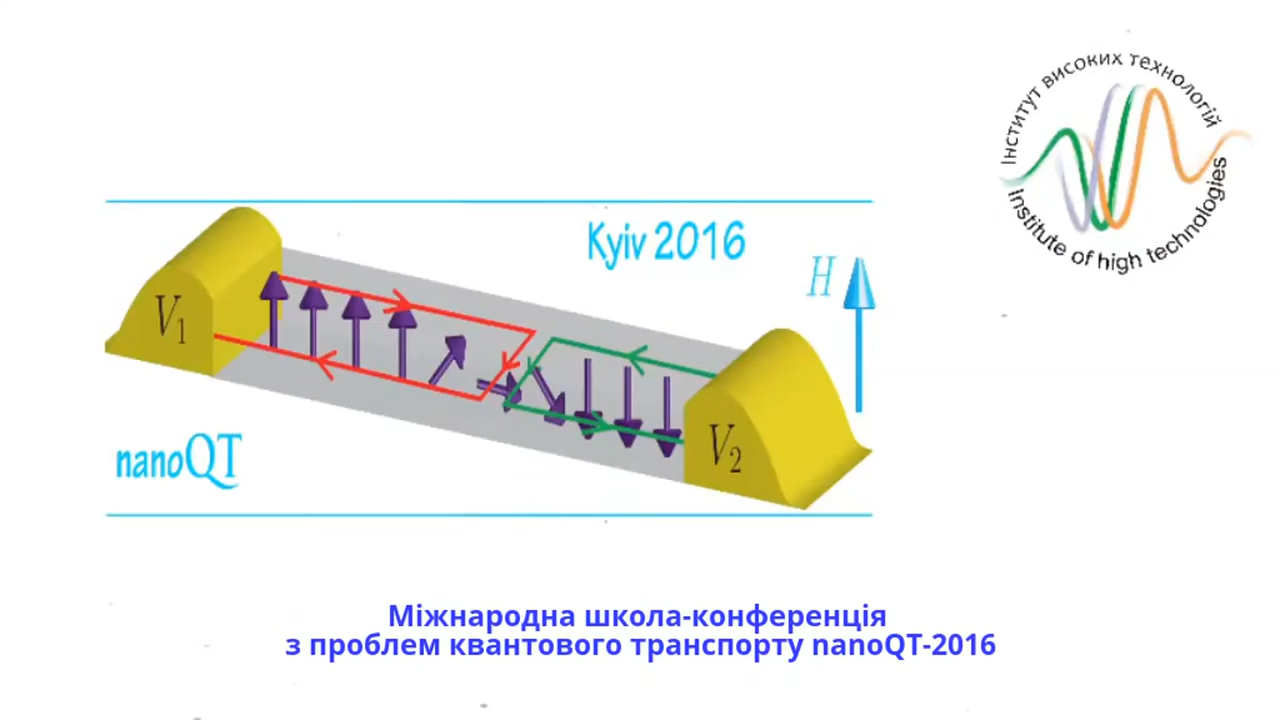 Інститут високих технологій
Institute of high technologies
Kyiv 2016
H
V1
V2
nanoQT
Міжнародна школа-конференція
з проблем квантового транспорту nanoQT-2016